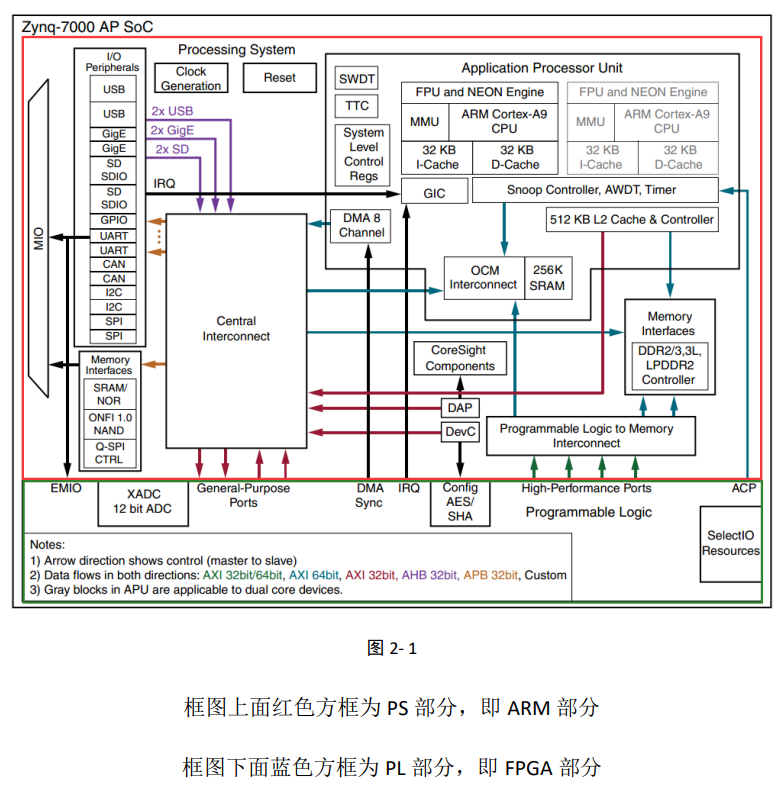 Zynq-7000 AP SoC
Processing System
I/O
Peripherals
USB
USB
GigE
GigE
SD
SDIO
SD
SDIO
GPIO
UART
UART
CAN
CAN
I2C
I2C
SPI
SPI
MIO
Memory
Interfaces
SRAM/
NOR
ONFI 1.0
NAND
Q-SPI
CTRL
Clock
Generation
Reset
2x USB
2x GigE
2x SD
IRQ
Central
Interconnect
SWDT
TTC
System
Level
Control
Regs
DMA 8
Channel
Application Processor Unit
FPU and NEON Engine
MMU
ARM Cortex-A9
CPU
32 KB
I-Cache
32 KB
D-Cache
FPU and NEON Engine
MMU
ARM Cortex-A9
CPU
32 KB
I-Cache
32 KB
D-Cache
GIC
Snoop Controller, AWDT, Timer
512 KB L2 Cache & Controller
OCM
Interconnect
256K
SRAM
Memory
Interfaces
DDR2/3,3L,
LPDDR2
Controller
CoreSight
Components
DAP
DevC
Programmable Logic to Memory
Interconnect
EMIO
XADC
12 bit ADC
General-Purpose
Ports
DMA
Sync
IRQ
Config
AES/
SHA
High-Performance Ports
ACP
Programmable Logic
SelectIO
Resources
Notes:
1) Arrow direction shows control (master to slave)
2) Data flows in both directions: AXI 32bit/64bit, AXI 64bit, AXI 32bit, AHB 32bit, APB 32bit, Custom
3) Gray blocks in APU are applicable to dual core devices.
图 2- 1
框图上面红色方框为 PS 部分，即 ARM 部分
框图下面蓝色方框为 PL 部分，即 FPGA 部分